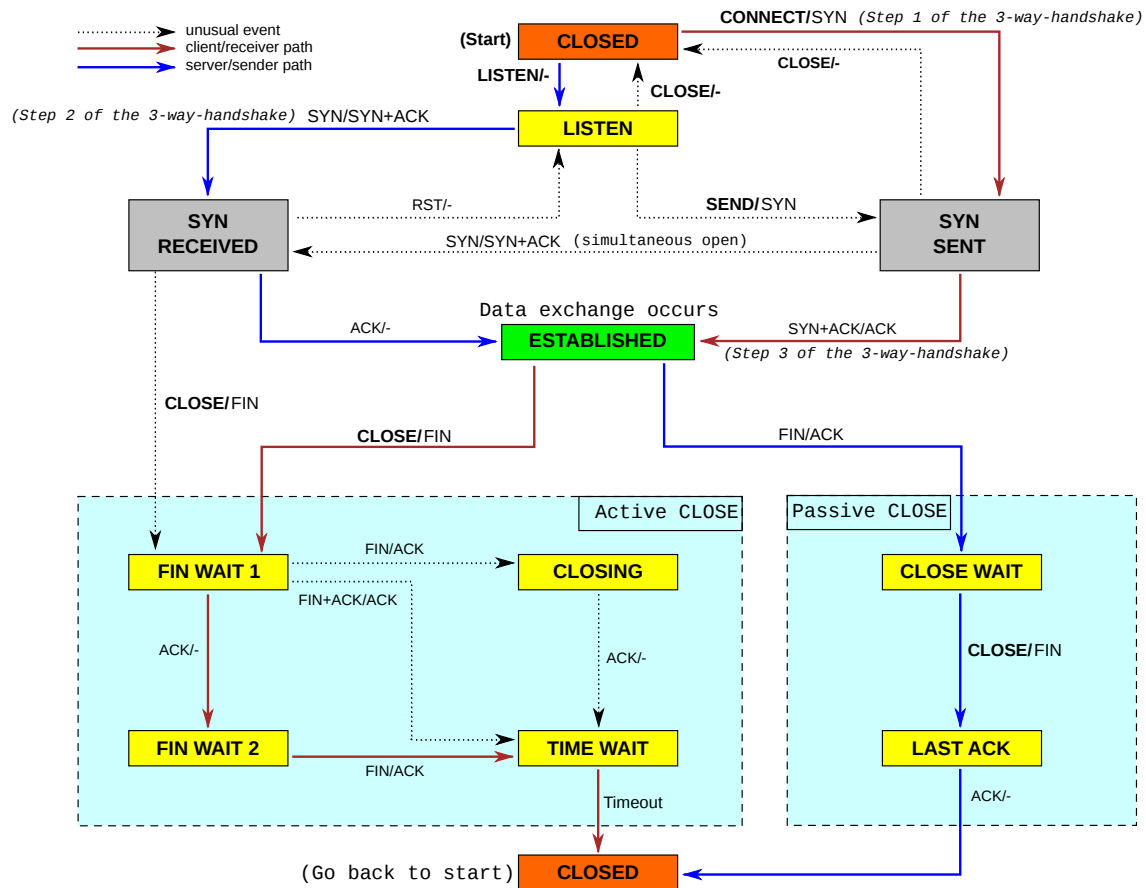 unusual event
client/receiver path
server/sender path
(Start)
CLOSED
CONNECT/SYN (Step 1 of the 3-way-handshake)
CLOSE/-
LISTEN/-
CLOSE/-
(Step 2 of the 3-way-handshake) SYN/SYN+ACK
LISTEN
SYN
RECEIVED
RST/-
SEND/SYN
SYN
SENT
SYN/SYN+ACK (simultaneous open)
Data exchange occurs
ACK/-
ESTABLISHED
SYN+ACK/ACK
(Step 3 of the 3-way-handshake)
CLOSE/FIN
CLOSE/FIN
FIN/ACK
Active CLOSE
Passive CLOSE
FIN WAIT 1
FIN/ACK
CLOSING
CLOSE WAIT
FIN+ACK/ACK
ACK/-
ACK/-
CLOSE/FIN
FIN WAIT 2
FIN/ACK
TIME WAIT
LAST ACK
Timeout
ACK/-
(Go back to start)
CLOSED